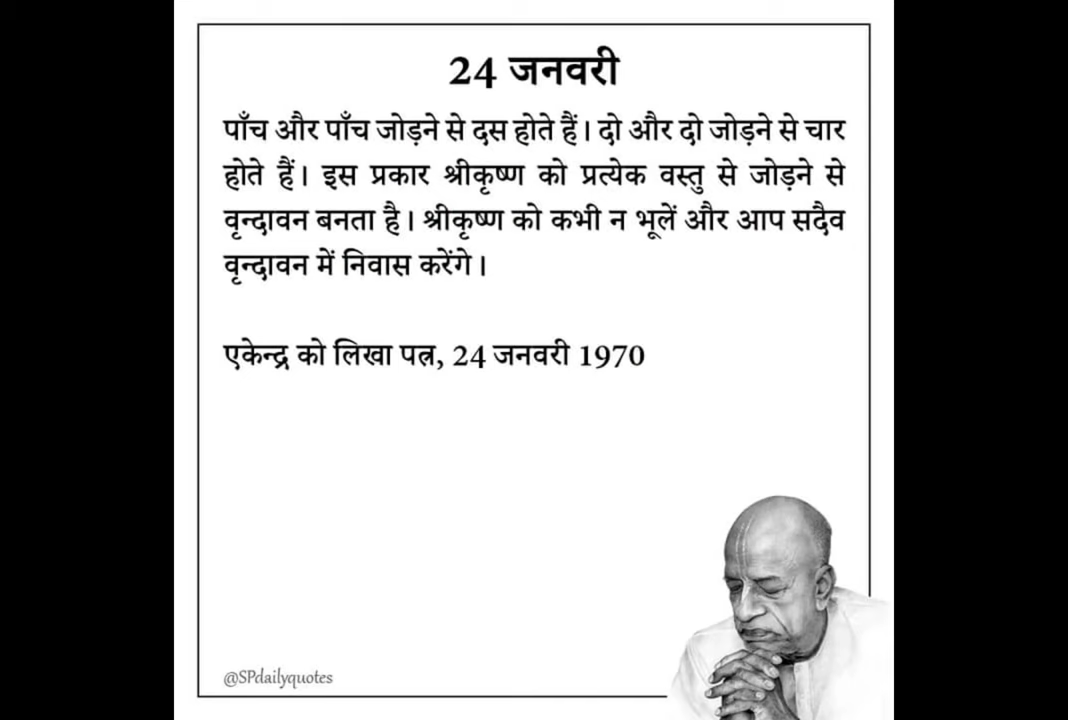 24 जनवरी
पाँच और पाँच जोड़ने से दस होते हैं। दो और दो जोड़ने से चार
होते हैं। इस प्रकार श्रीकृष्ण को प्रत्येक वस्तु से जोड़ने से
वृन्दावन बनता है। श्रीकृष्ण को कभी न भूलें और आप सदैव
वृन्दावन में निवास करेंगे।
एकेन्द्र को लिखा पत्र, 24 जनवरी 1970
@SPdailyquotes